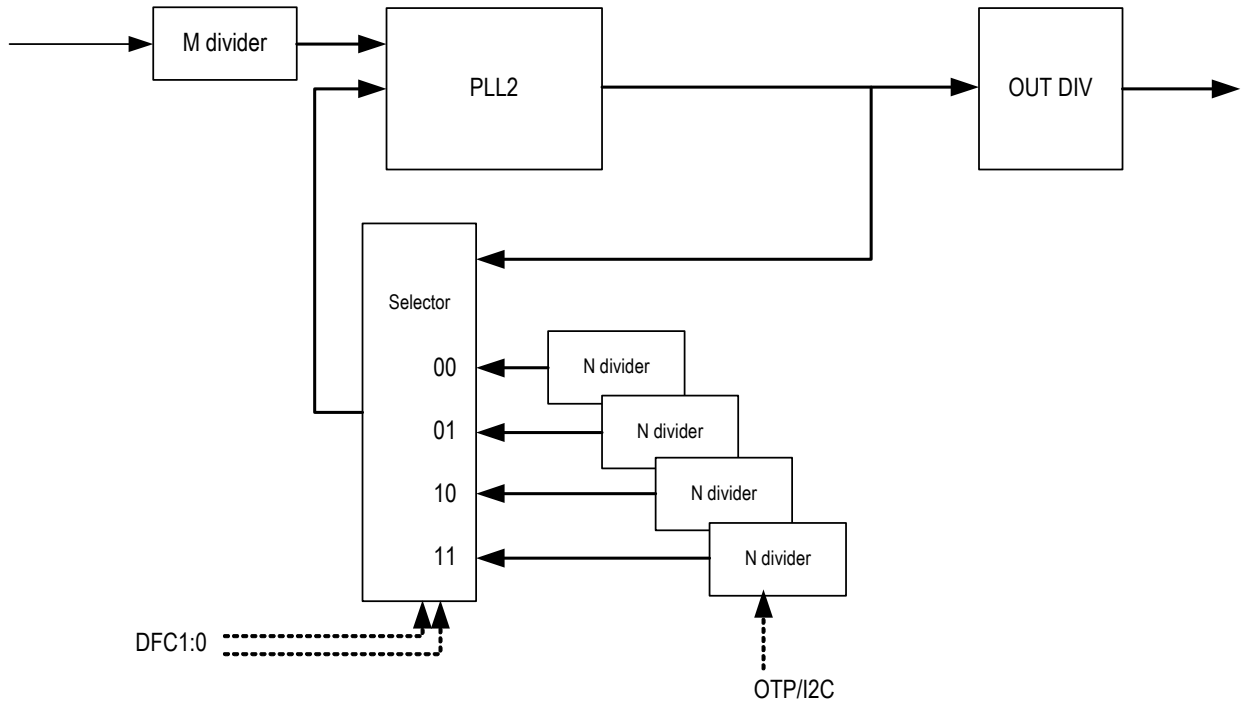 M divider
PLL2
OUT DIV
Selector
00
N divider
01
N divider
10
N divider
11
N divider
DFC1:0
OTP/I2C